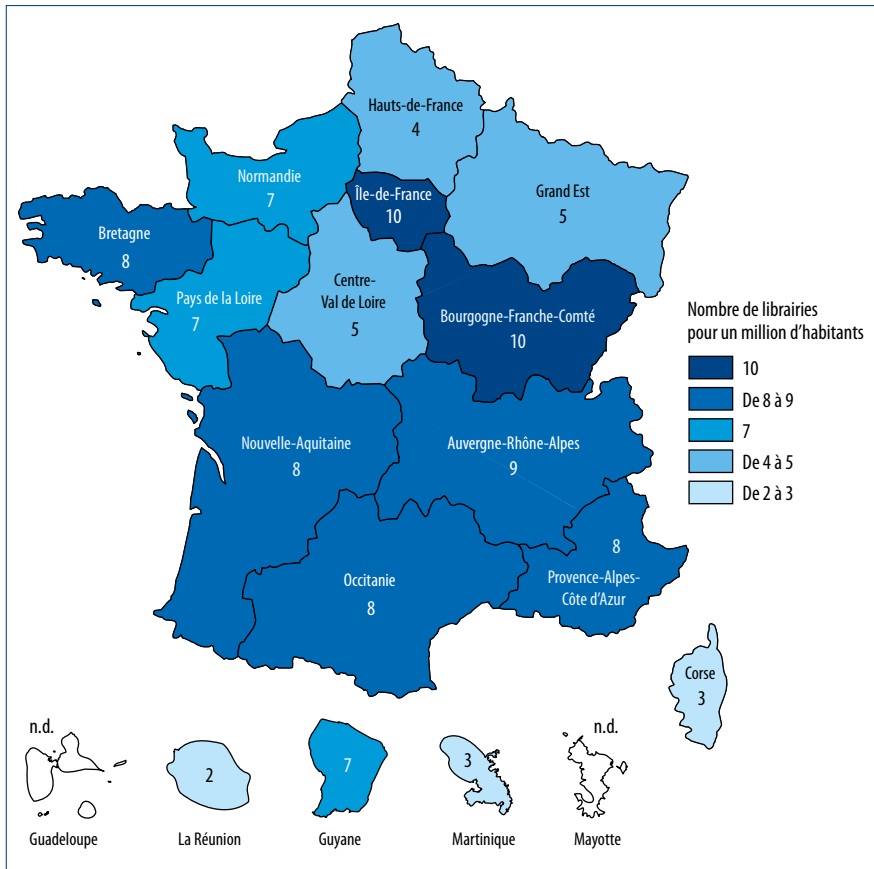 Hauts-de-France
4
Normandie
7
Île-de-France
10
Grand Est
5
Bretagne
8
Pays de la Loire
7
Centre-
Val de Loire
5
Bourgogne-Franche-Comté
10
Nombre de librairies
pour un million d'habitants
10
De 8 à 9
7
De 4 à 5
De 2 à 3
Nouvelle-Aquitaine
8
Auvergne-Rhône-Alpes
9
8
Provence-Alpes-
Côte d'Azur
Occitanie
8
Corse
3
n.d.
Guadeloupe
2
La Réunion
7
Guyane
3
Martinique
n.d.
Mayotte